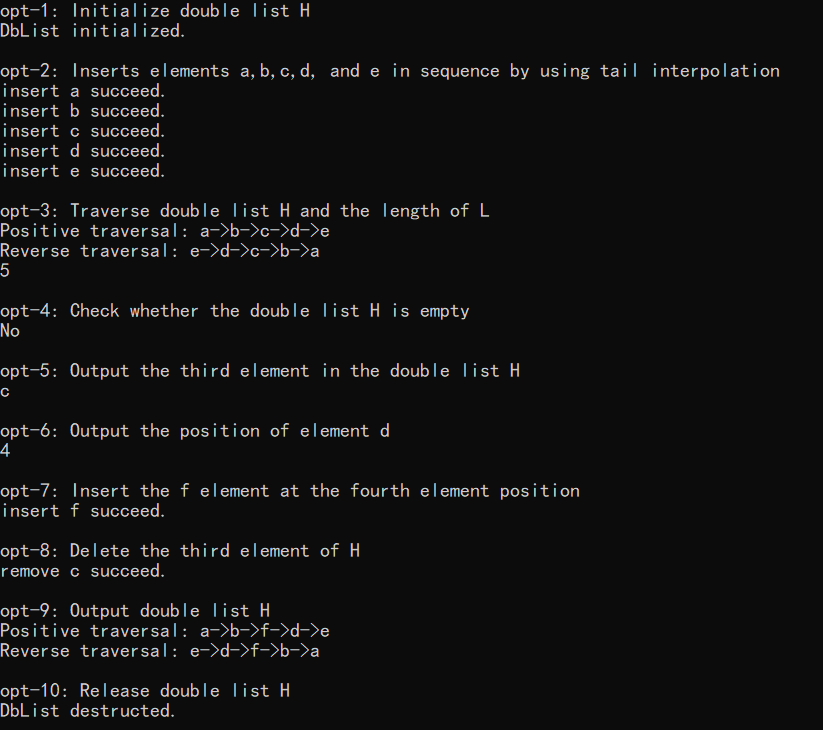 opt-1: Initialize double list H
DbList initialized.
opt-2: Inserts elements a,b,c,d, and e in sequence by using tail interpolation
insert a succeed.
insert b succeed.
insert c succeed.
insert d succeed.
insert e succeed.
opt-3: Traverse double list H and the length of L
Positive traversal: a->b->c->d->e
Reverse traversal: e->d->c->b->a
5
opt-4: Check whether the double list H is empty
No
opt-5: Output the third element in the double list H
c
opt-6: Output the position of element d
4
opt-7: Insert the f element at the fourth element position
insert f succeed.
opt-8: Delete the third element of H
remove c succeed.
opt-9: Output double list H
Positive traversal: a->b->f->d->e
Reverse traversal: e->d->f->b->a
opt-10: Release double list H
DbList destructed.